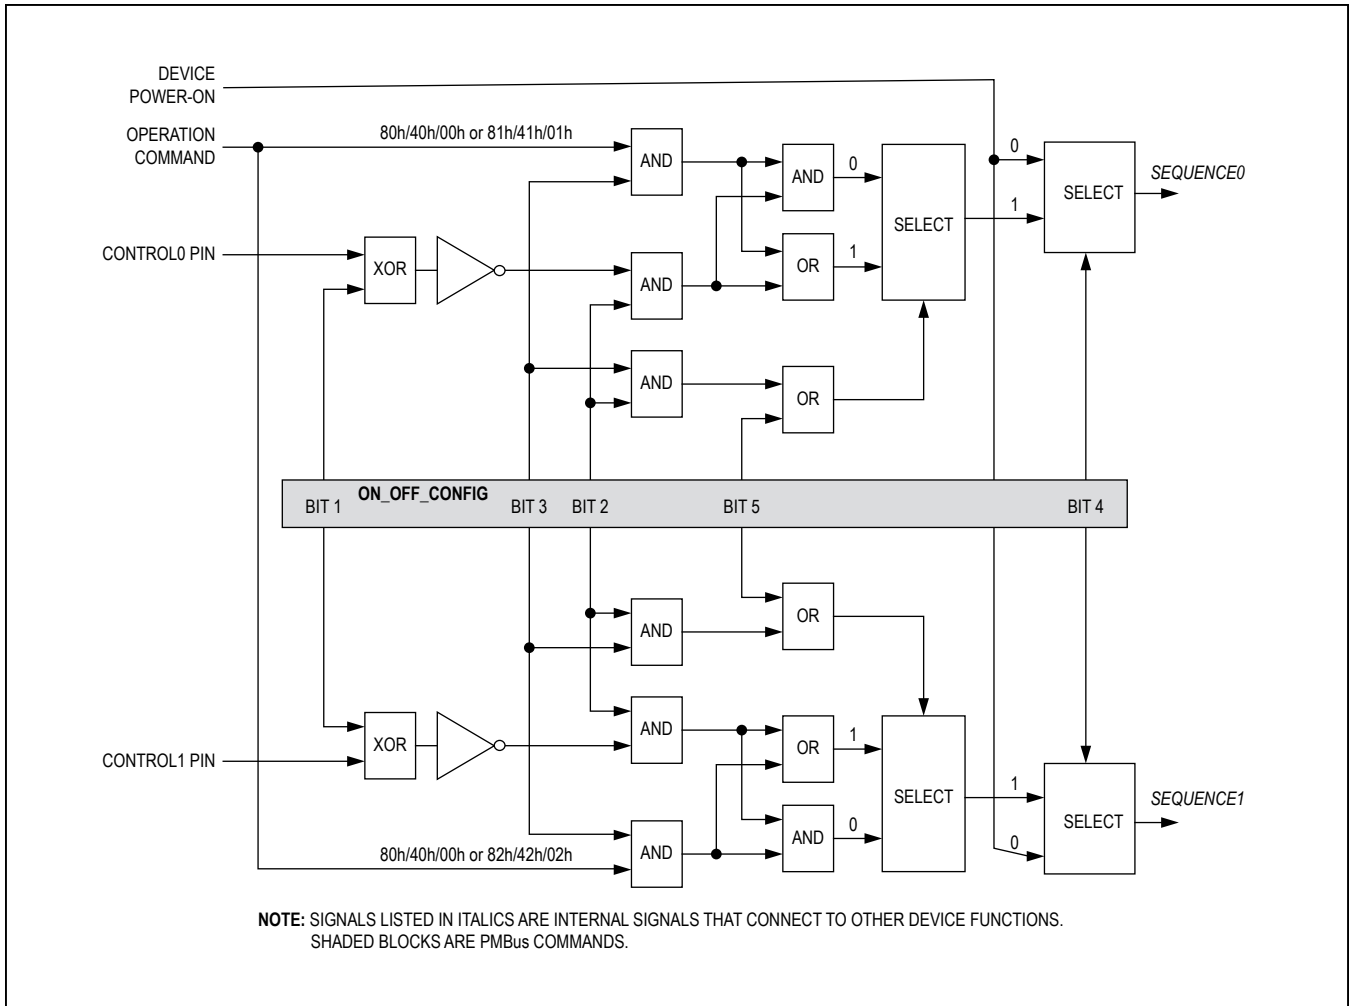 DEVICE
POWER-ON
OPERATION
COMMAND
80h/40h/00h or 81h/41h/01h
AND
AND
0
SELECT
0
SELECT
SEQUENCE0
1
CONTROL0 PIN
XOR
AND
OR
1
AND
OR
ON_OFF_CONFIG
BIT 1
BIT 3
BIT 2
BIT 5
BIT 4
AND
OR
CONTROL1 PIN
XOR
AND
OR
1
SELECT
1
SELECT
SEQUENCE1
0
80h/40h/00h or 82h/42h/02h
AND
AND
0
NOTE: SIGNALS LISTED IN ITALICS ARE INTERNAL SIGNALS THAT CONNECT TO OTHER DEVICE FUNCTIONS.
SHADED BLOCKS ARE PMBus COMMANDS.